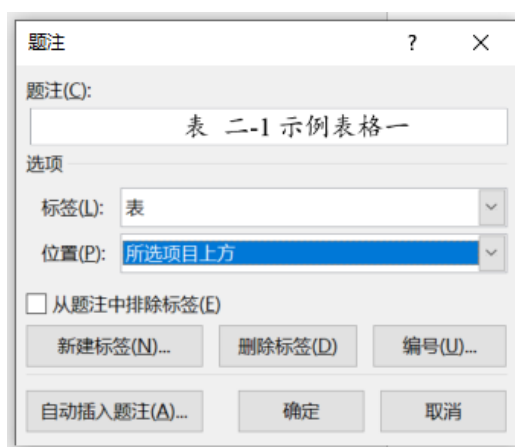 题注
?
×
题注(C):
表 二-1 示例表格一
选项
标签(L): 表
位置(P): 所选项目上方
从题注中排除标签(E)
新建标签(N)... 删除标签(D) 编号(U)...
自动插入题注(A)... 确定 取消